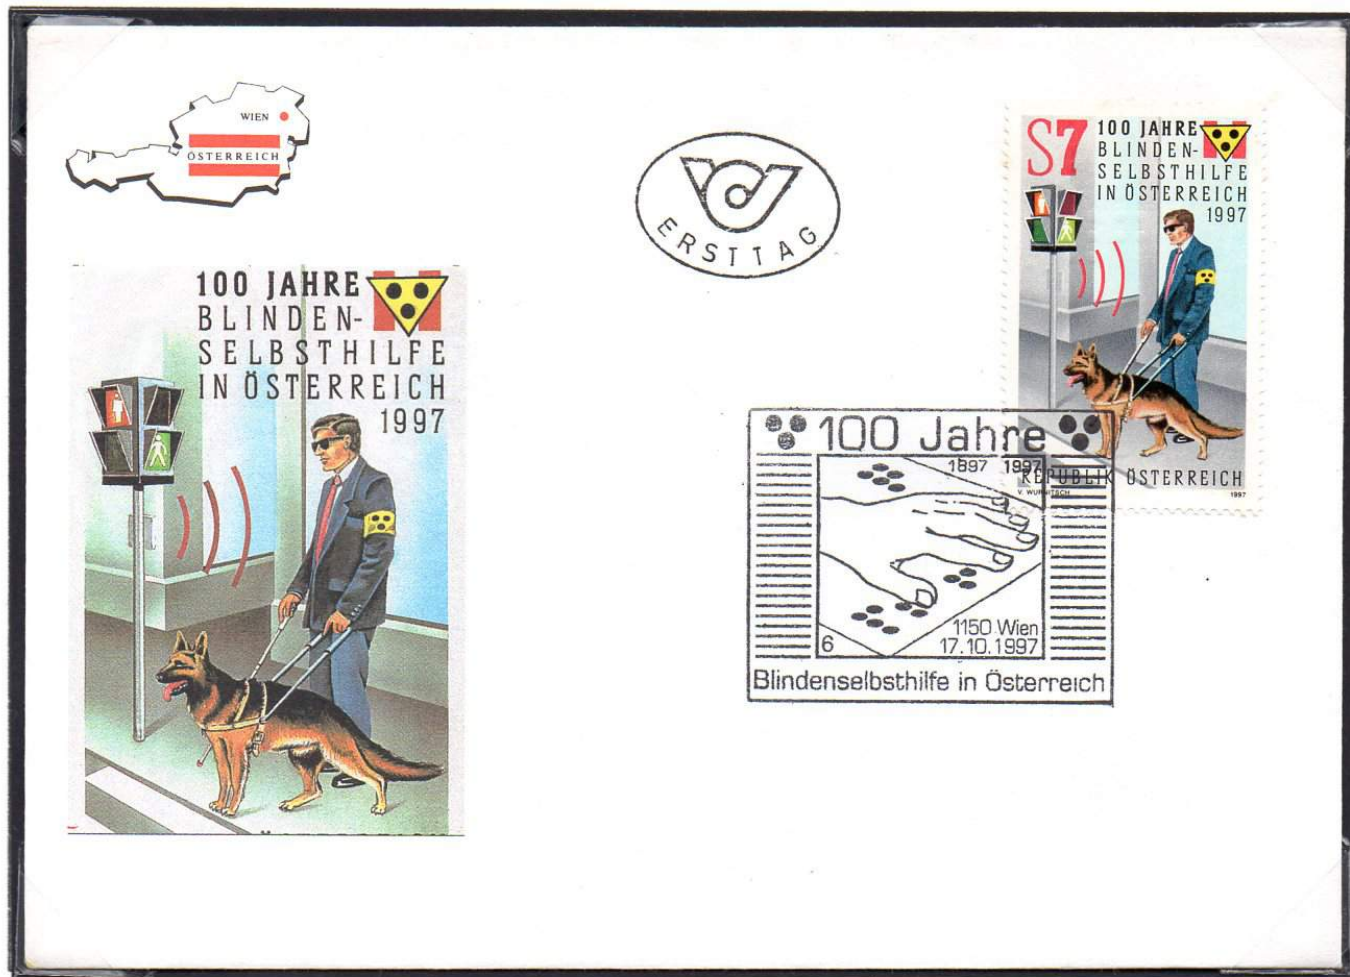 WIEN
ÖSTERREICH
ERSTTAG
S7
100 JAHRE
BLINDEN-
SELBSTHILFE
IN ÖSTERREICH
1997
REPUBLIK ÖSTERREICH
V. WURNITSCH
1997
100 JAHRE
BLINDEN-
SELBSTHILFE
IN ÖSTERREICH
1997
100 Jahre
1897 1997
1150 Wien
17.10.1997
6
Blindenselbsthilfe in Österreich